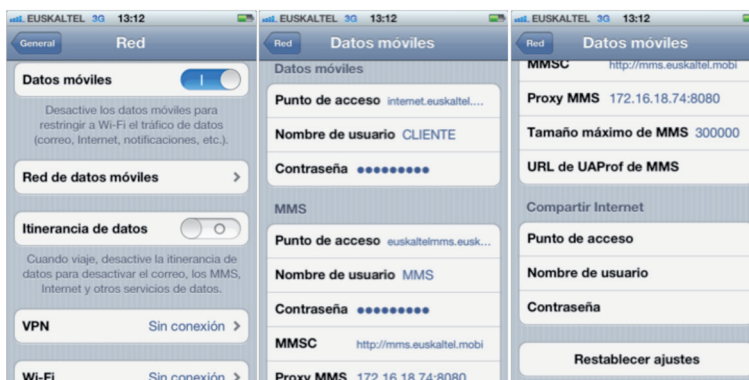 EUSKALTEL 3G 13:12
General Red
Datos móviles
Desactive los datos móviles para
restringir a Wi-Fi el tráfico de datos
(correo, Internet, notificaciones, etc.).
Red de datos móviles
Itinerancia de datos
Cuando viaje, desactive la itinerancia de
datos para desactivar el correo, los MMS,
Internet y otros servicios de datos.
VPN Sin conexión
Wi-Fi Sin conexión
EUSKALTEL 3G 13:12
Red Datos móviles
Datos móviles
Punto de acceso internet.euskaltel....
Nombre de usuario CLIENTE
Contraseña ●●●●●●●●●
MMS
Punto de acceso euskaltelmms.eusk...
Nombre de usuario MMS
Contraseña ●●●●●●●●●
MMSC http://mms.euskaltel.mobi
Proxy MMS 172.16.18.74:8080
EUSKALTEL 3G 13:12
Red Datos móviles
MMSC http://mms.euskaltel.mobi
Proxy MMS 172.16.18.74:8080
Tamaño máximo de MMS 300000
URL de UAProf de MMS
Compartir Internet
Punto de acceso
Nombre de usuario
Contraseña
Restablecer ajustes